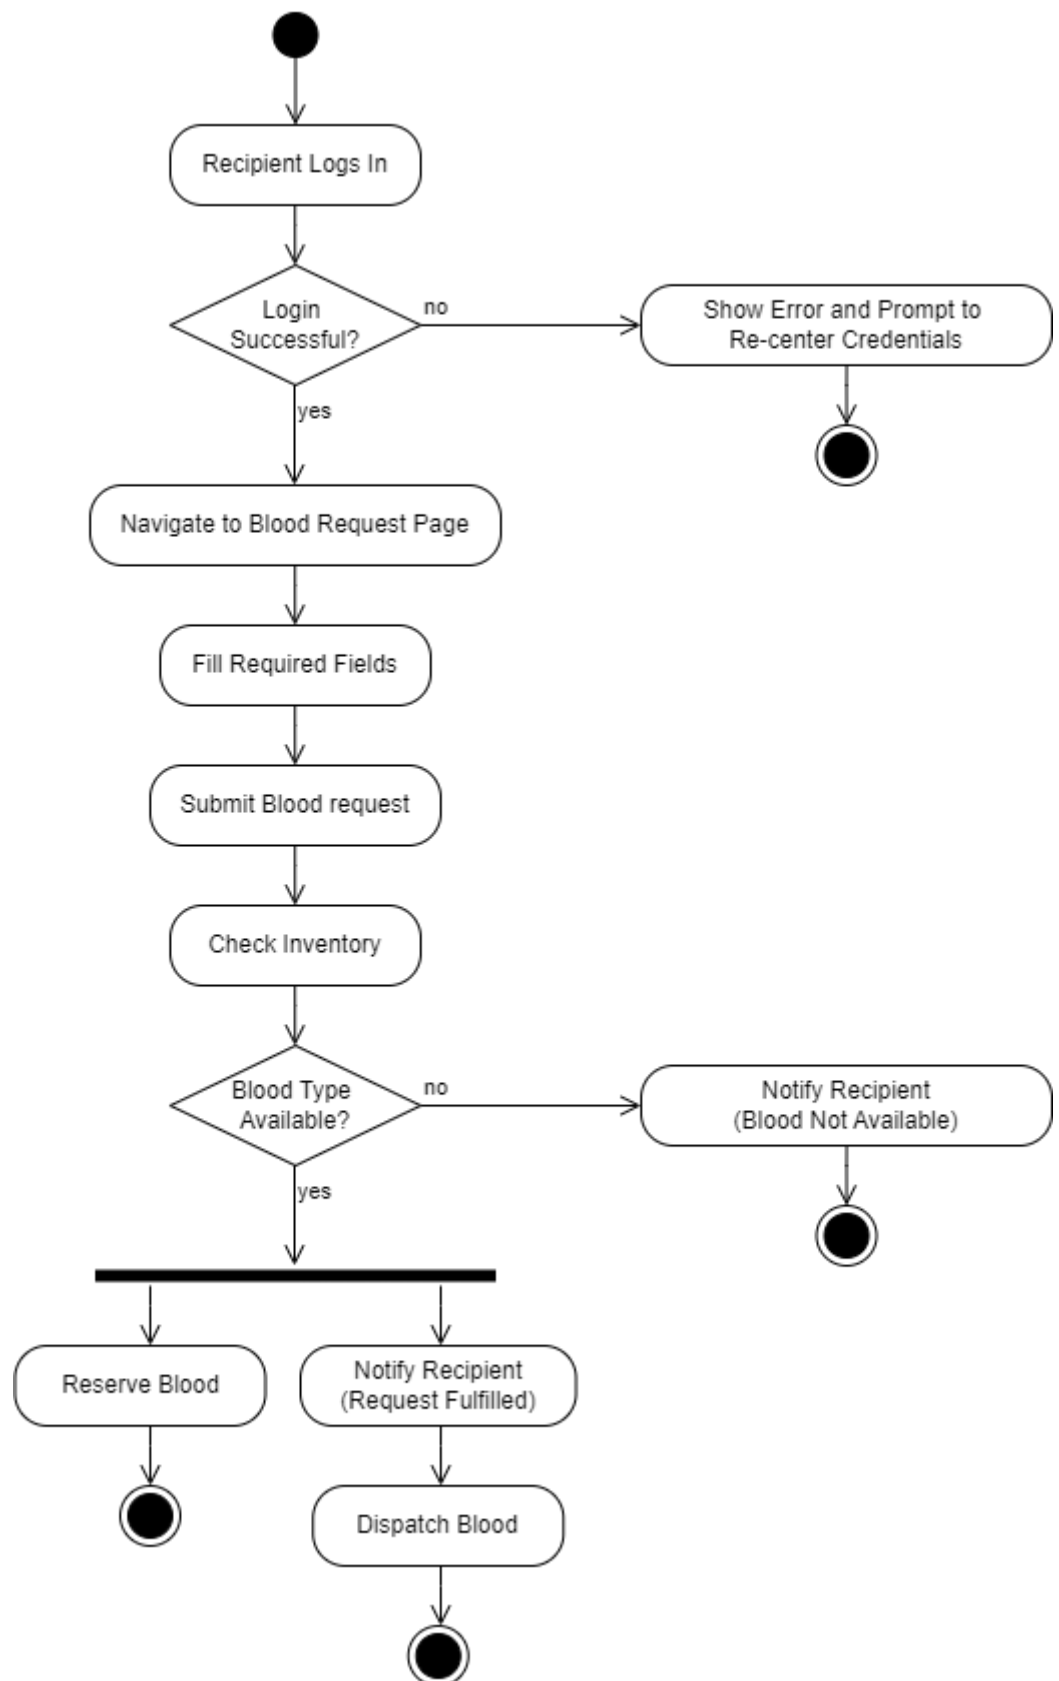 Recipient Logs In
Login
Successful?
no
Show Error and Prompt to
Re-center Credentials
yes
Navigate to Blood Request Page
Fill Required Fields
Submit Blood request
Check Inventory
Blood Type
Available?
no
Notify Recipient
(Blood Not Available)
yes
Reserve Blood
Notify Recipient
(Request Fulfilled)
Dispatch Blood